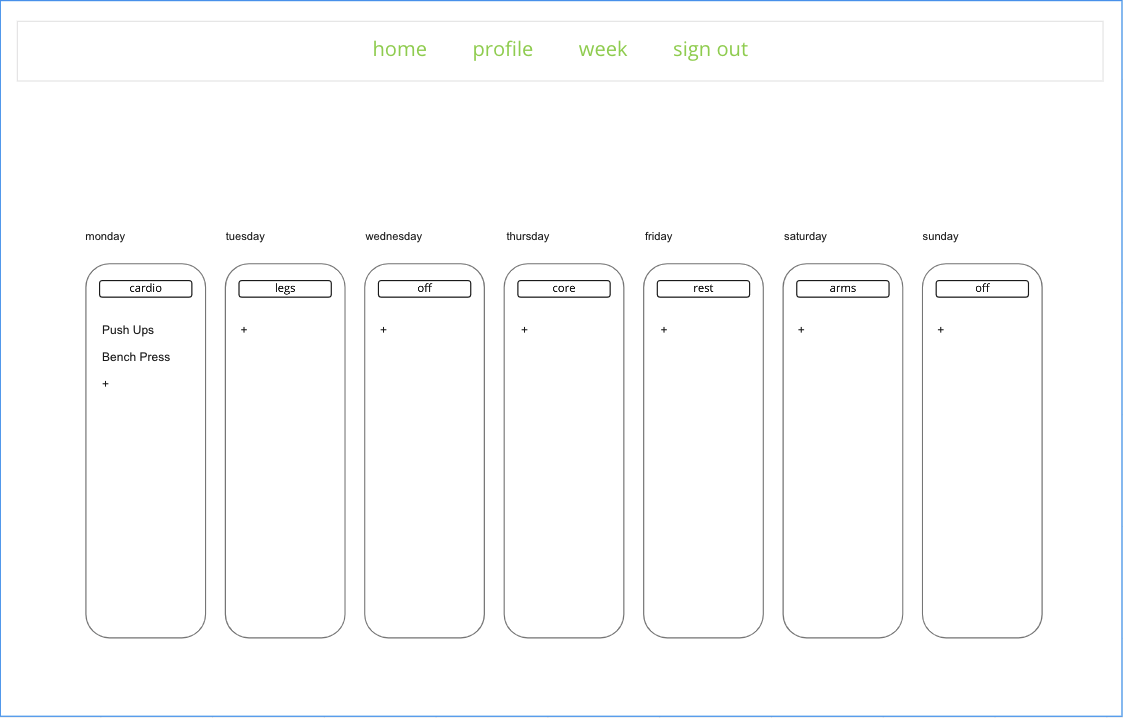 home profile week sign out
monday tuesday wednesday thursday friday saturday sunday
cardio legs off core rest arms off
Push Ups + + + + + +
Bench Press
+